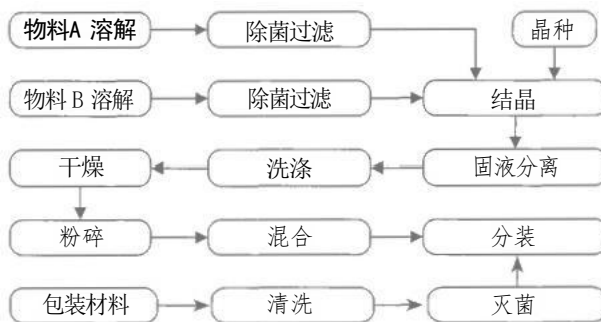 物料A 溶解
除菌过滤
晶种
物料 B 溶解
除菌过滤
结晶
干燥
洗涤
固液分离
粉碎
混合
分装
包装材料
清洗
灭菌